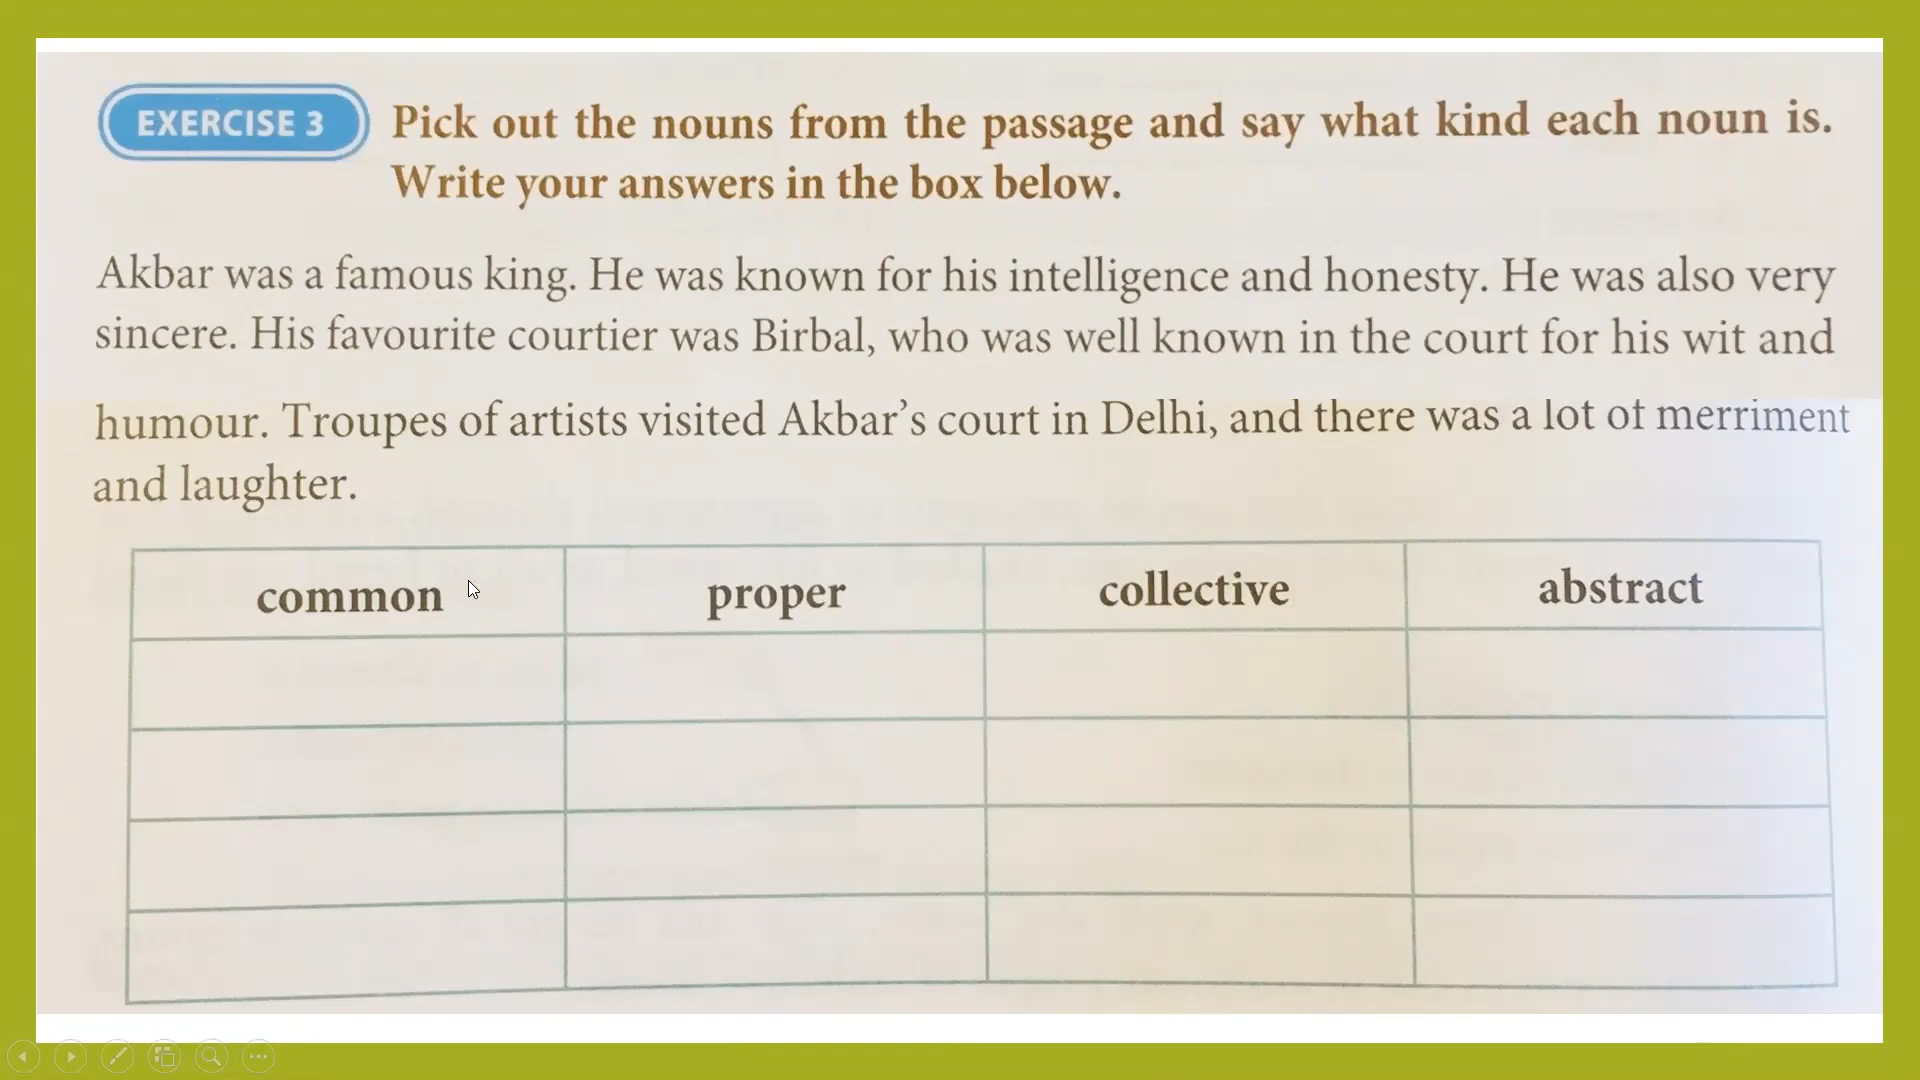 EXERCISE 3 Pick out the nouns from the passage and say what kind each noun is.
Write your answers in the box below.
Akbar was a famous king. He was known for his intelligence and honesty. He was also very
sincere. His favourite courtier was Birbal, who was well known in the court for his wit and
humour. Troupes of artists visited Akbar's court in Delhi, and there was a lot of merriment
and laughter.
common proper collective abstract